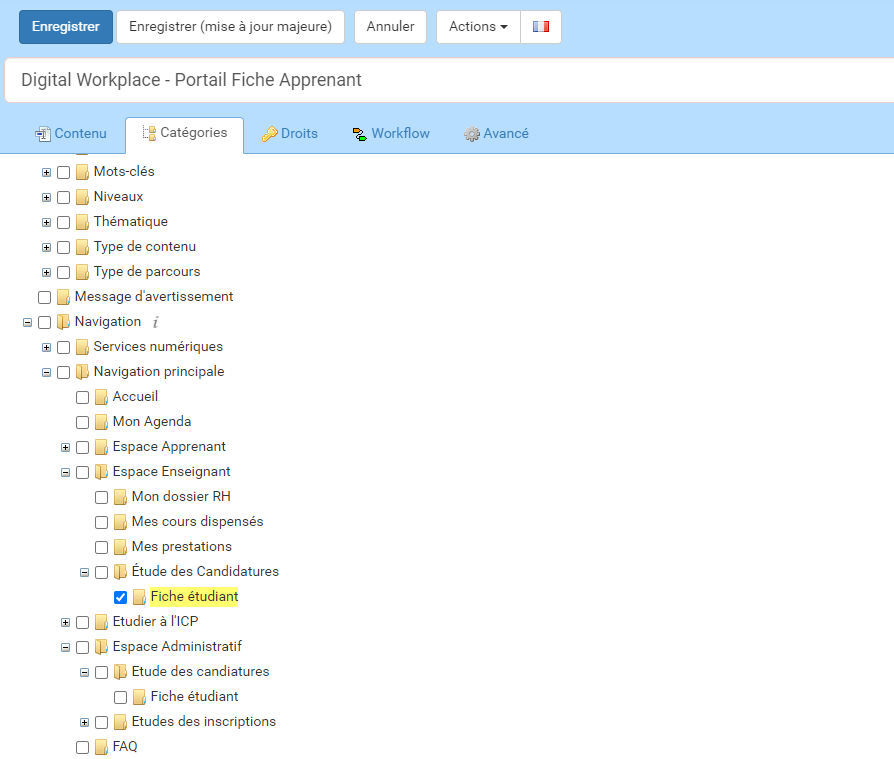 Enregistrer Enregistrer (mise à jour majeure) Annuler Actions
Digital Workplace - Portail Fiche Apprenant
Contenu Catégories Droits Workflow Avancé
Mots-clés
Niveaux
Thématique
Type de contenu
Type de parcours
Message d'avertissement
Navigation i
Services numériques
Navigation principale
Accueil
Mon Agenda
Espace Apprenant
Espace Enseignant
Mon dossier RH
Mes cours dispensés
Mes prestations
Étude des Candidatures
Fiche étudiant
Etudier à l'ICP
Espace Administratif
Etude des candiatures
Fiche étudiant
Etudes des inscriptions
FAQ